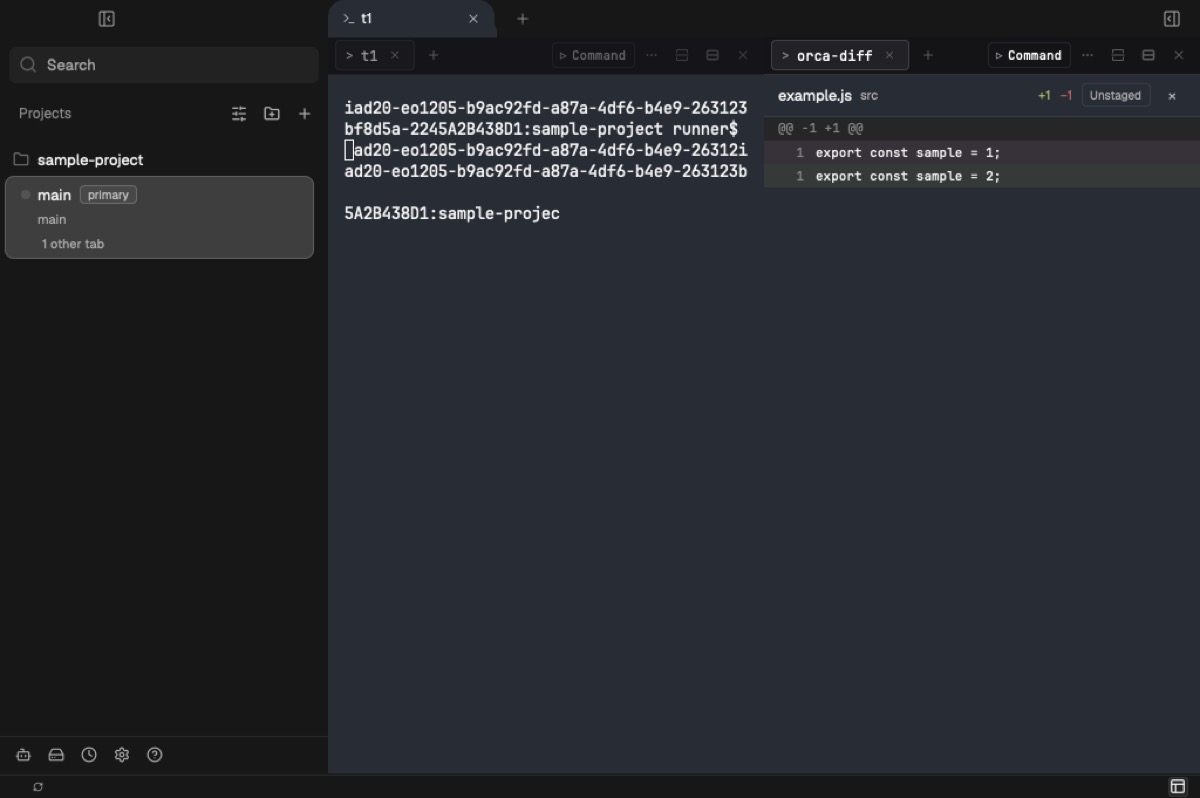 >_ t1
Search
Projects
sample-project
main primary
main
1 other tab
> t1
Command
iad20-eo1205-b9ac92fd-a87a-4df6-b4e9-263123
bf8d5a-2245A2B438D1:sample-project runner$
ad20-eo1205-b9ac92fd-a87a-4df6-b4e9-26312i
ad20-eo1205-b9ac92fd-a87a-4df6-b4e9-263123b
5A2B438D1:sample-projec
> orca-diff
Command
example.js src +1 −1 Unstaged
@@ -1 +1 @@
1 export const sample = 1;
1 export const sample = 2;